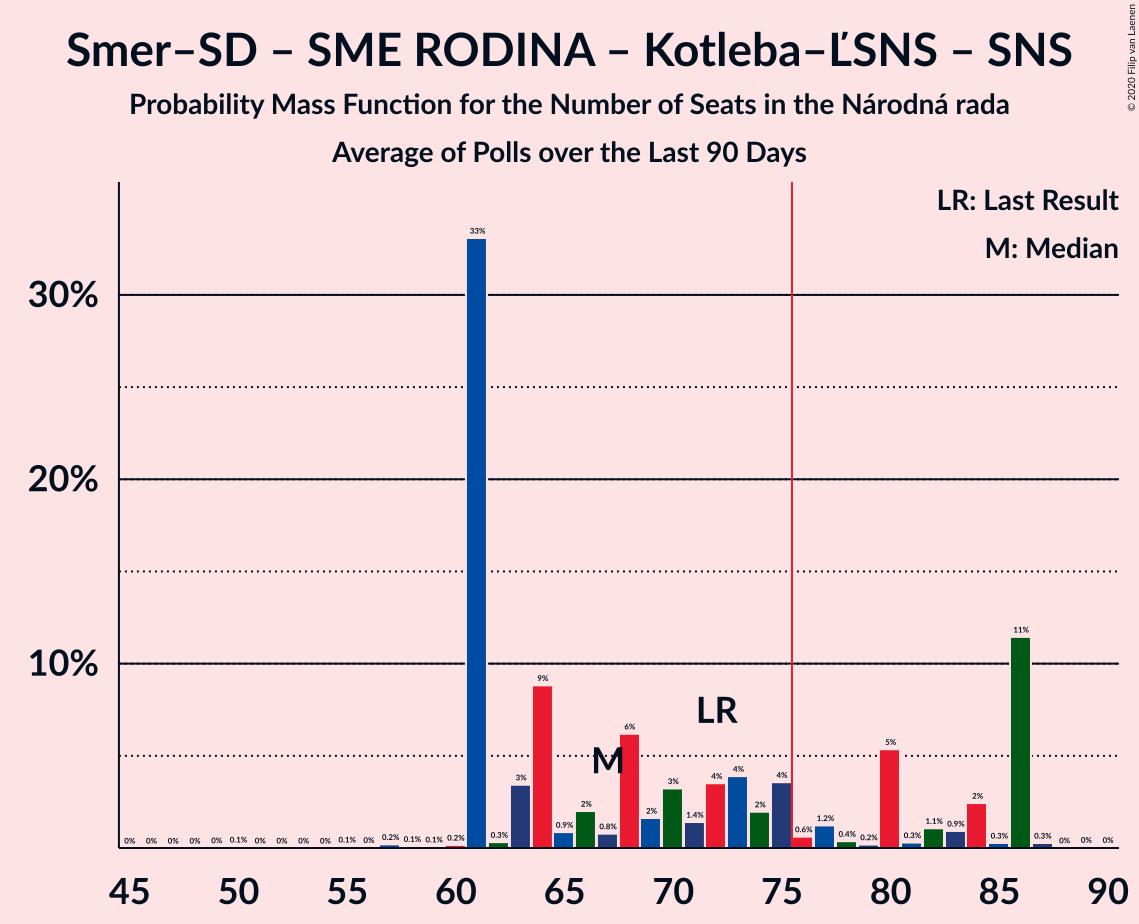 © 2020 Filip van Laenen
Smer–SD – SME RODINA – Kotleba–ĽSNS – SNS
Probability Mass Function for the Number of Seats in the Národná rada
Average of Polls over the Last 90 Days
LR: Last Result
M: Median
30%
20%
10%
33%
11%
9%
LR
6%
M
5%
3% 2% 3% 4% 4% 2% 4% 2%
0% 0% 0% 0% 0% 0.1% 0% 0% 0% 0% 0.1% 0% 0.2% 0.1% 0.1% 0.2% 0.3% 0.9% 0.8% 2% 1.4% 0.6% 1.2% 0.4% 0.2% 0.3% 1.1% 0.9% 0.3% 0.3% 0% 0% 0%
45 50 55 60 65 70 75 80 85 90